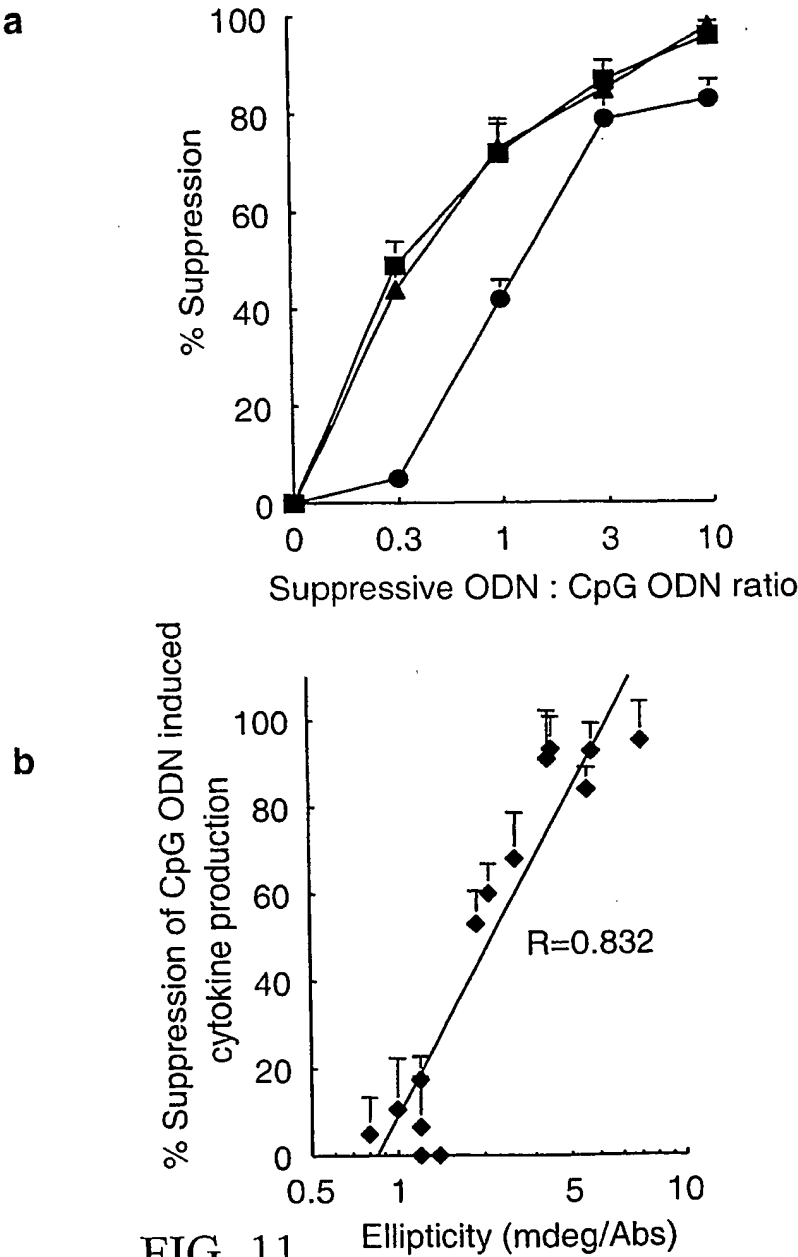 a
% Suppression
100
80
60
40
20
0
0 0.3 1 3 10
Suppressive ODN : CpG ODN ratio
b
% Suppression of CpG ODN induced
cytokine production
100
80
60
40
20
0
R=0.832
0.5 1 5 10
Ellipticity (mdeg/Abs)
FIG. 11